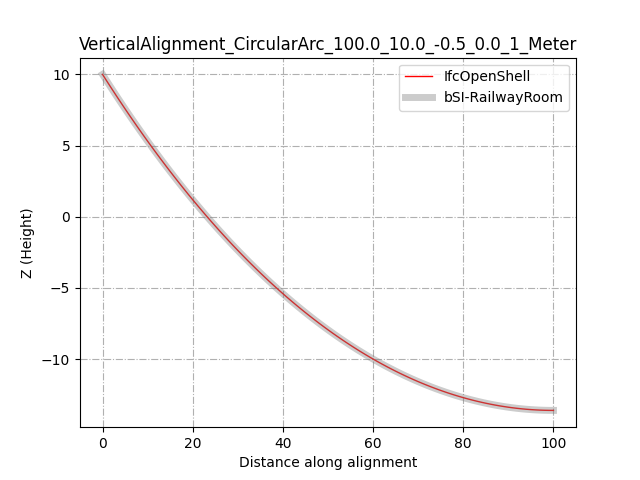 VerticalAlignment_CircularArc_100.0_10.0_-0.5_0.0_1_Meter
IfcOpenShell
bSI-RailwayRoom
Z (Height)
10
5
0
−5
−10
0 20 40 60 80 100
Distance along alignment